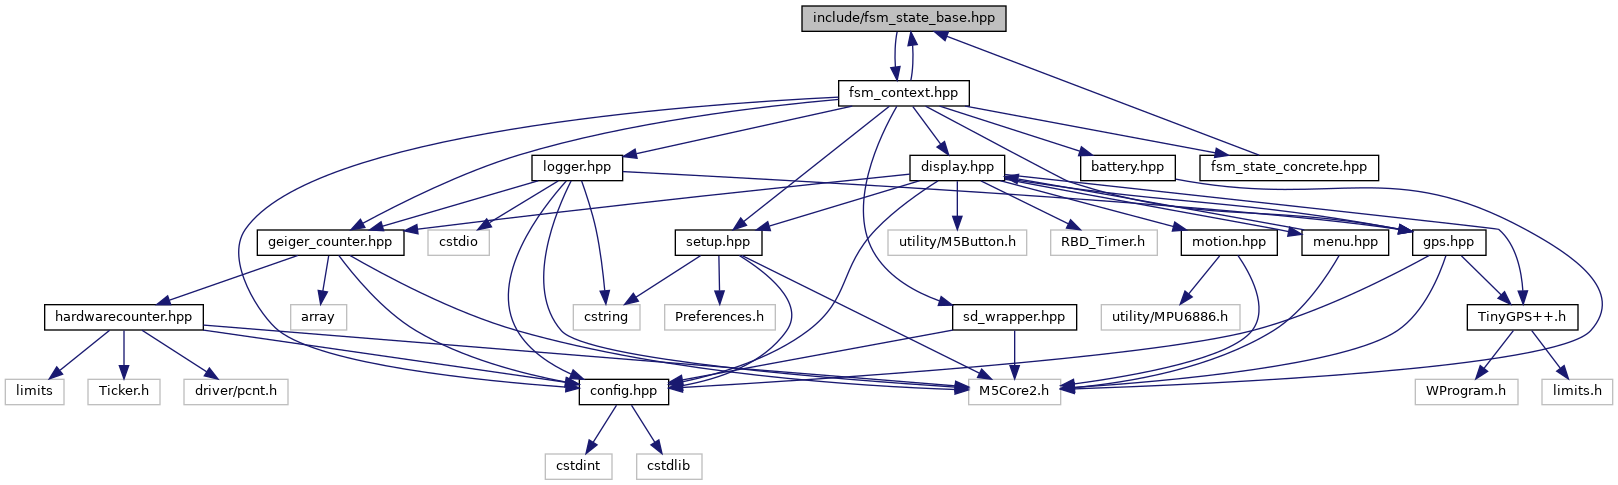 include/fsm_state_base.hpp
fsm_context.hpp
logger.hpp
display.hpp
battery.hpp
fsm_state_concrete.hpp
geiger_counter.hpp
cstdio
setup.hpp
utility/M5Button.h
RBD_Timer.h
motion.hpp
menu.hpp
gps.hpp
hardwarecounter.hpp
array
cstring
Preferences.h
sd_wrapper.hpp
utility/MPU6886.h
TinyGPS++.h
limits
Ticker.h
driver/pcnt.h
config.hpp
M5Core2.h
WProgram.h
limits.h
cstdint
cstdlib